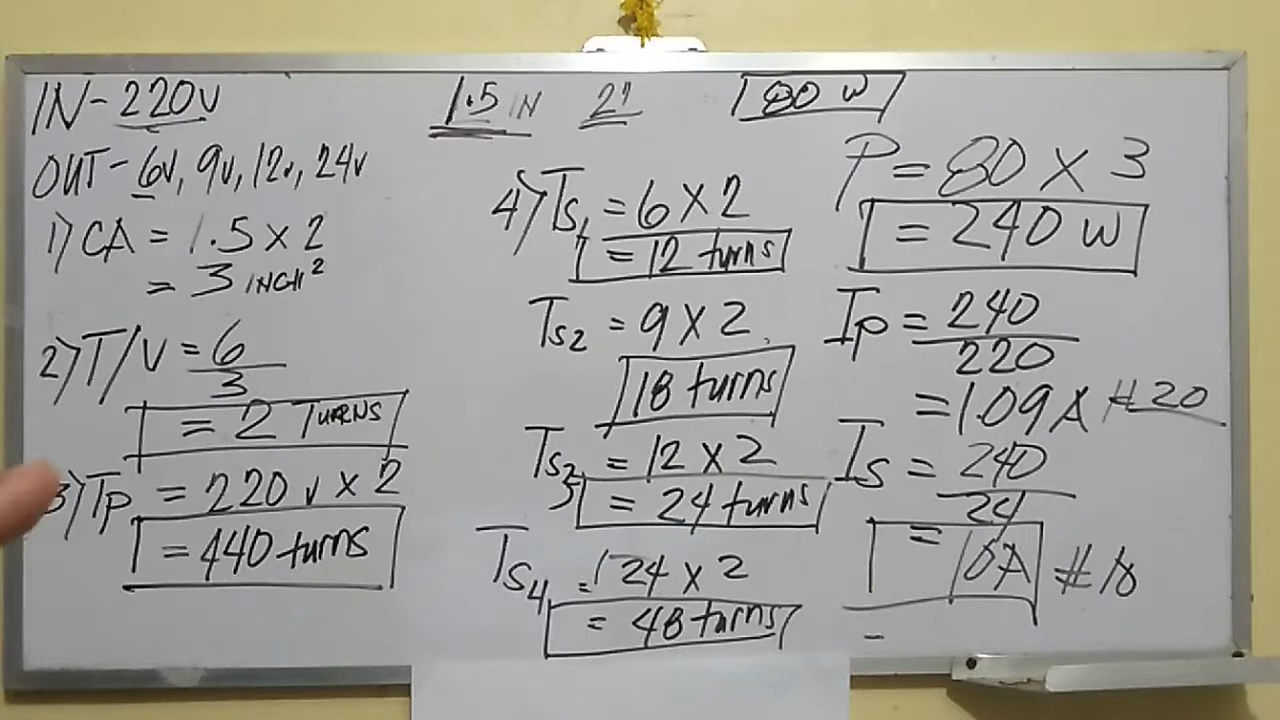 IN-220V
OUT-6V, 9V, 12V, 24V
1) CA = 1.5 x 2
= 3 INCH²
2) T/V = 6
3
= 2 TURNS
3) Tp = 220V x 2
= 440 turns
1.5 IN 2"
4) Ts1 = 6 x 2
= 12 turns
Ts2 = 9 x 2
18 turns
Ts3 = 12 x 2
= 24 turns
Ts4 = 24 x 2
= 48 turns
80 W
P = 80 x 3
= 240 W
Ip = 240
220
= 1.09A #20
Is = 240
24
= 10A